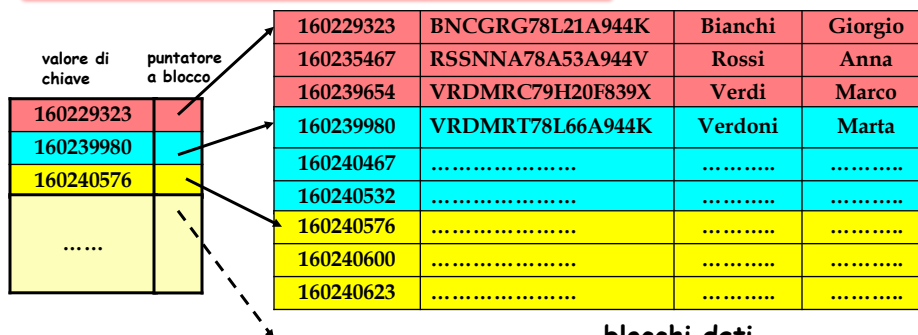 valore di chiave
puntatore a blocco
160229323
160239980
160240576
......
160229323 BNCGRG78L21A944K Bianchi Giorgio
160235467 RSSNNA78A53A944V Rossi Anna
160239654 VRDMRC79H20F839X Verdi Marco
160239980 VRDMRT78L66A944K Verdoni Marta
160240467 ………………… ……….. ………..
160240532 ………………… ……….. ………..
160240576 ………………… ……….. ………..
160240600 ………………… ……….. ………..
160240623 ………………… ……….. ………..
blocchi dati